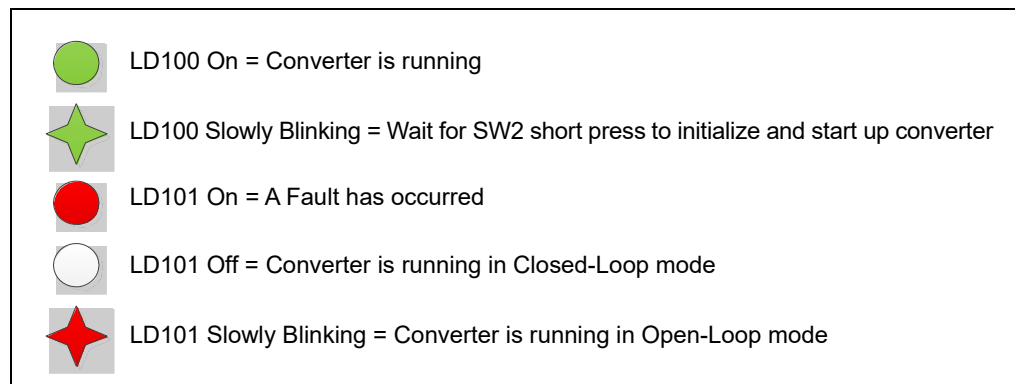 LD100 On = Converter is running
LD100 Slowly Blinking = Wait for SW2 short press to initialize and start up converter
LD101 On = A Fault has occurred
LD101 Off = Converter is running in Closed-Loop mode
LD101 Slowly Blinking = Converter is running in Open-Loop mode